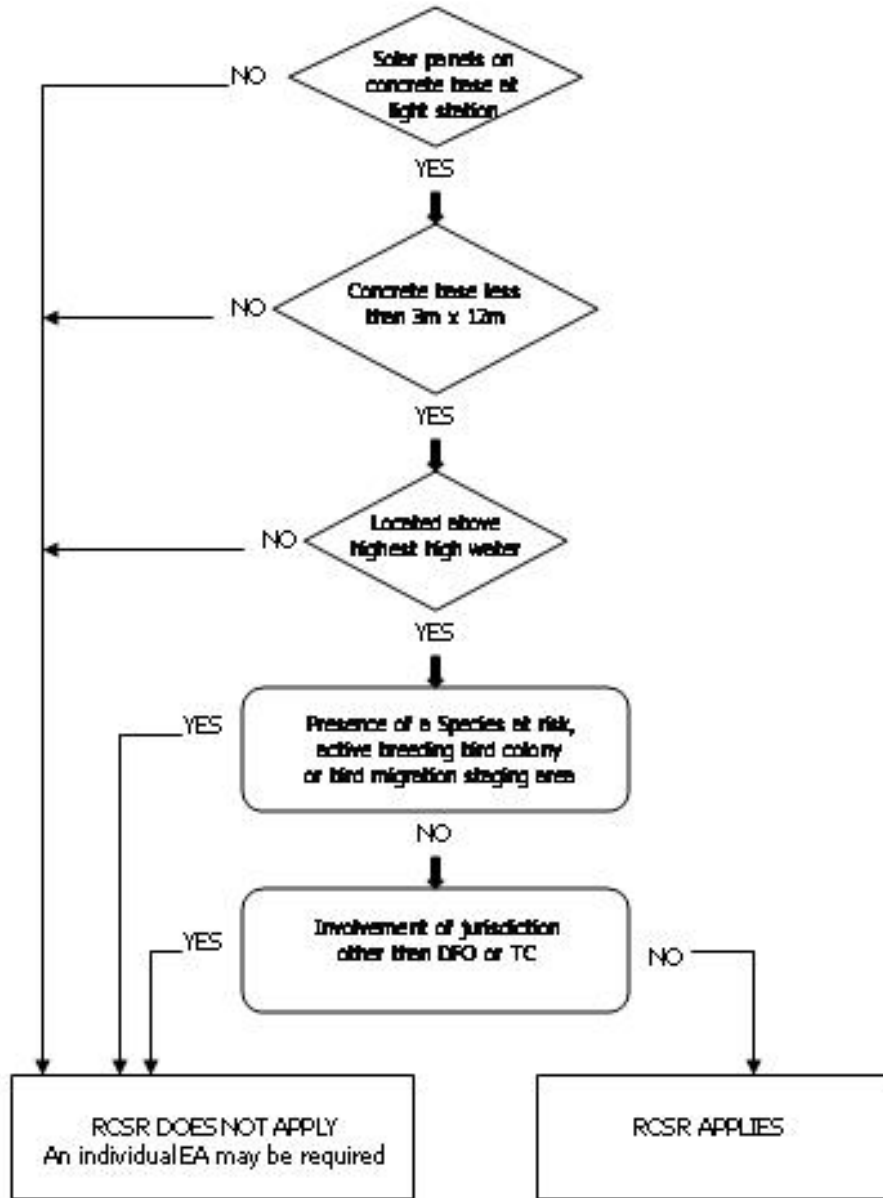 Solar panels on
concrete base at
light station
NO
YES
Concrete base less
than 3m x 12m
NO
YES
Located above
highest high water
NO
YES
Presence of a Species at risk,
active breeding bird colony
or bird migration staging area
YES
NO
Involvement of jurisdiction
other than DFO or TC
YES
NO
RCSR DOES NOT APPLY
An individual EA may be required
RCSR APPLIES